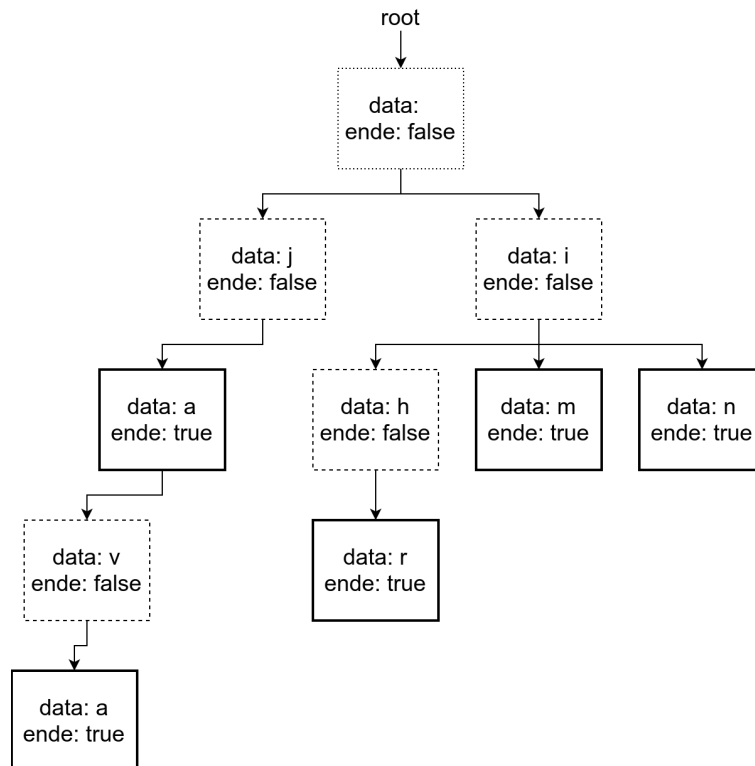 root
data:
ende: false
data: j
ende: false
data: i
ende: false
data: a
ende: true
data: h
ende: false
data: m
ende: true
data: n
ende: true
data: v
ende: false
data: r
ende: true
data: a
ende: true